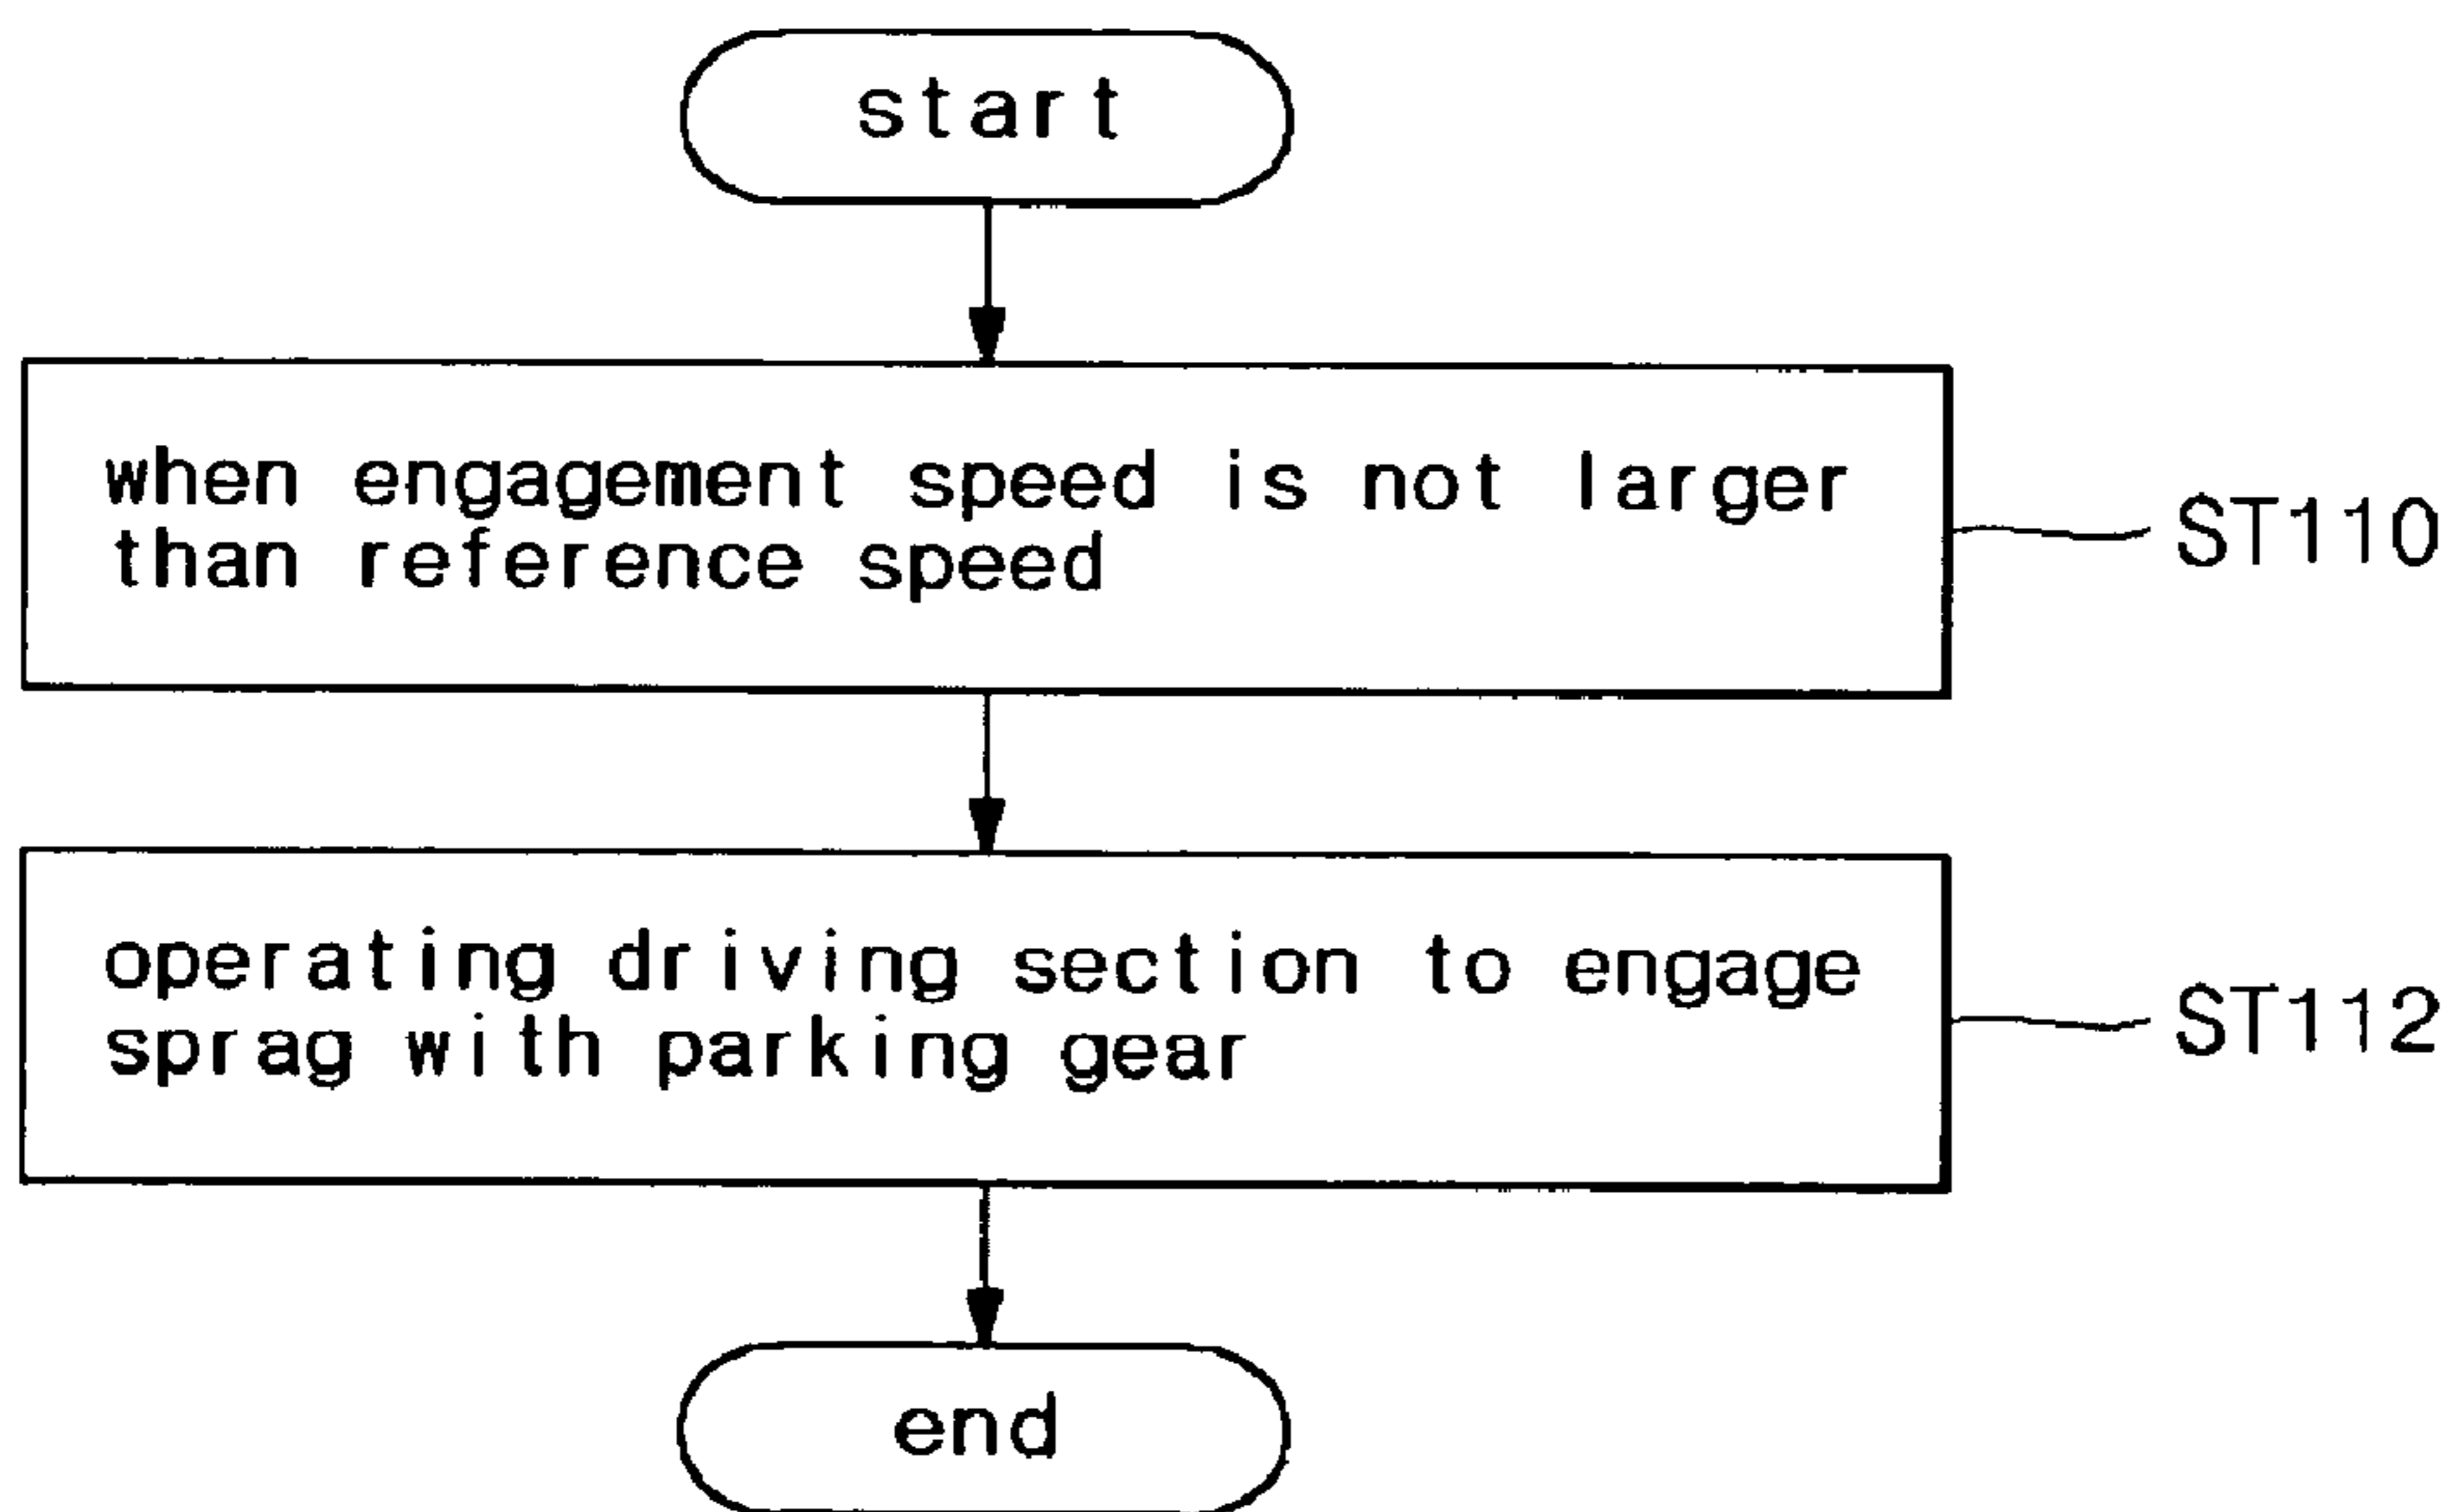 start
when engagement speed is not larger
than reference speed
ST110
operating driving section to engage
sprag with parking gear
ST112
end